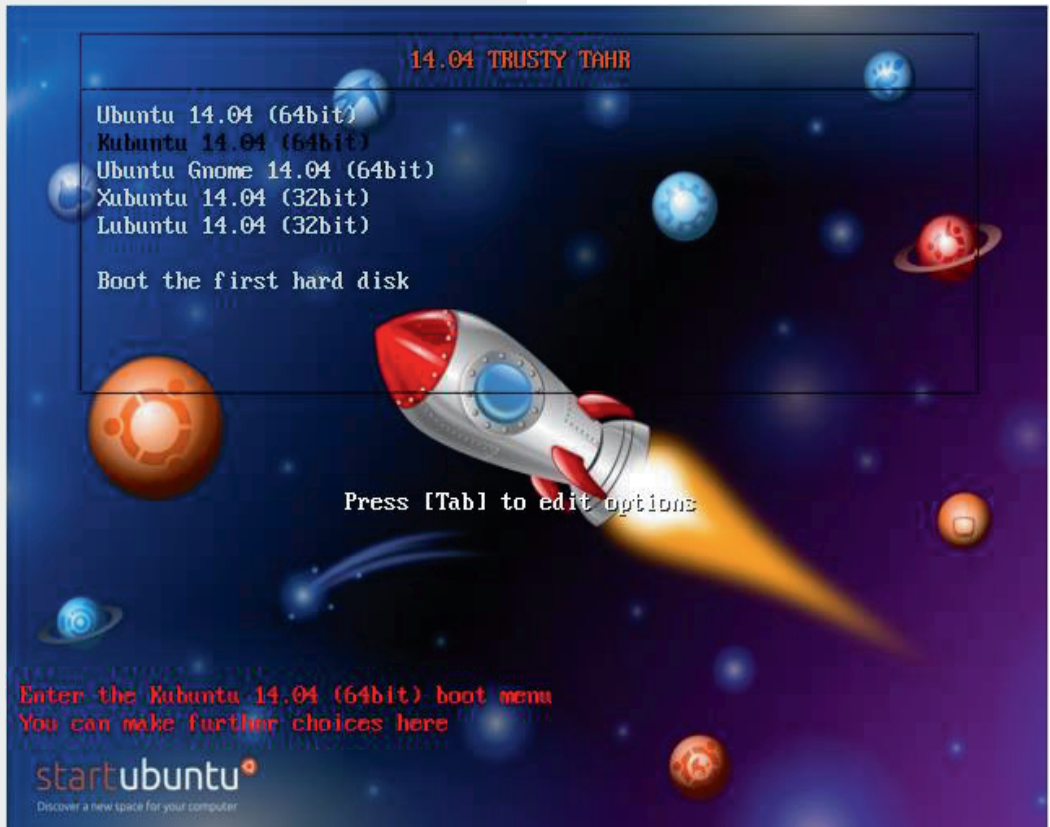 14.04 TRUSTY TAHR
Ubuntu 14.04 (64bit)
Kubuntu 14.04 (64bit)
Ubuntu Gnome 14.04 (64bit)
Xubuntu 14.04 (32bit)
Lubuntu 14.04 (32bit)
Boot the first hard disk
Press [Tab] to edit options
Enter the Kubuntu 14.04 (64bit) boot menu
You can make further choices here
startubuntu
Discover a new space for your computer